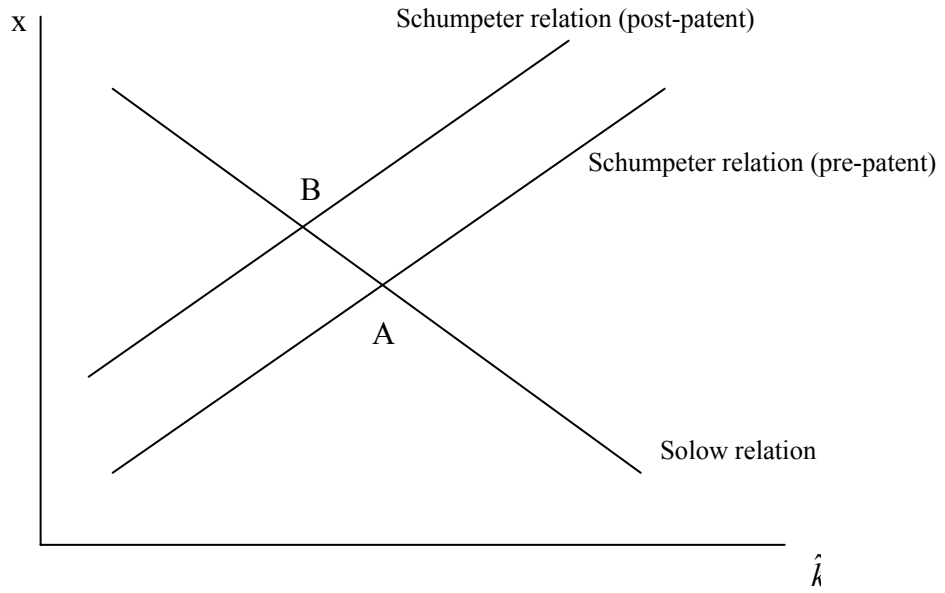 Schumpeter relation (post-patent)
x
Schumpeter relation (pre-patent)
B
A
Solow relation
k̂